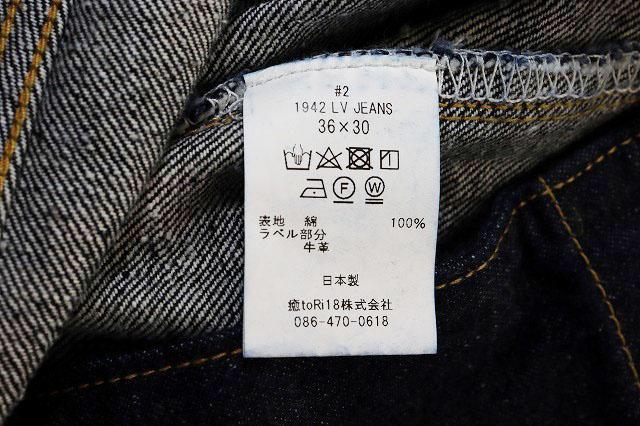 #2
1942 LV JEANS
36×30
F W
表地 綿 100%
ラベル部分
牛革
日本製
癒toRi18株式会社
086-470-0618